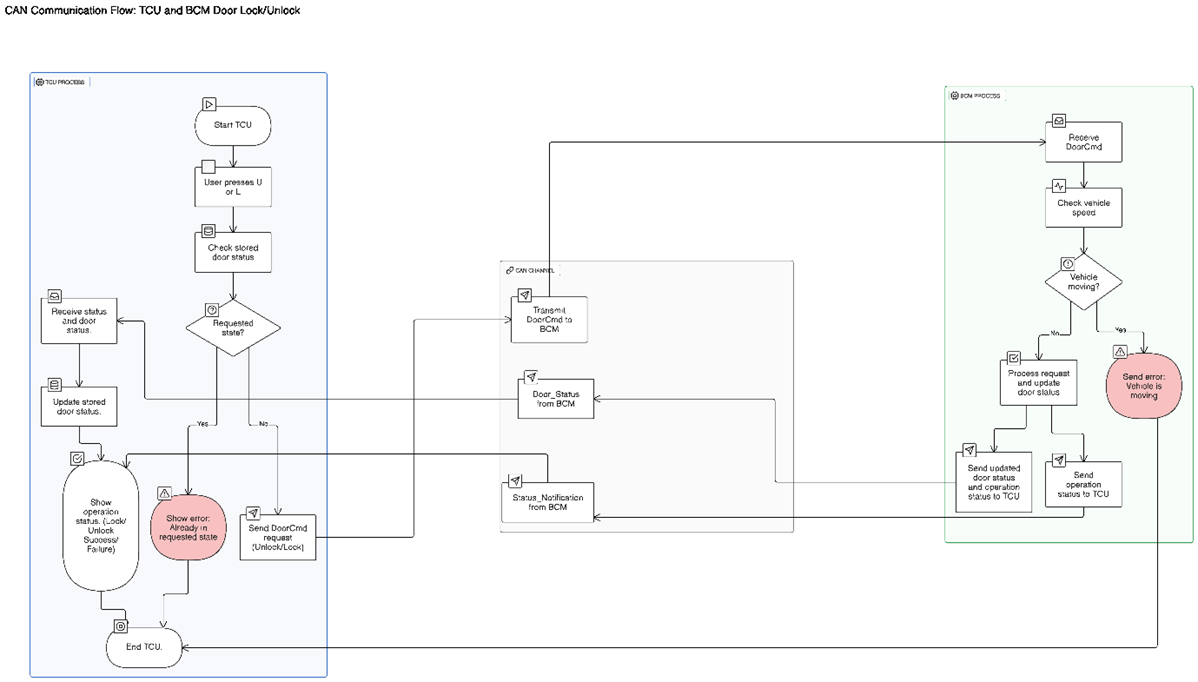 CAN Communication Flow: TCU and BCM Door Lock/Unlock
TCU PROCESS
Start TCU
User presses U
or L
Check stored
door status
Requested
state?
Yes
No
Receive status
and door
status.
Update stored
door status.
Show
operation
status. (Lock/
Unlock
Success/
Failure)
Show error:
Already in
requested state
Send DoorCmd
request
(Unlock/Lock)
End TCU.
CAN CHANNEL
Transmit
DoorCmd to
BCM
Door_Status
from BCM
Status_Notification
from BCM
BCM PROCESS
Receive
DoorCmd
Check vehicle
speed
Vehicle
moving?
No
Yes
Process request
and update
door status
Send error:
Vehicle is
moving
Send updated
door status
and operation
status to TCU
Send
operation
status to TCU